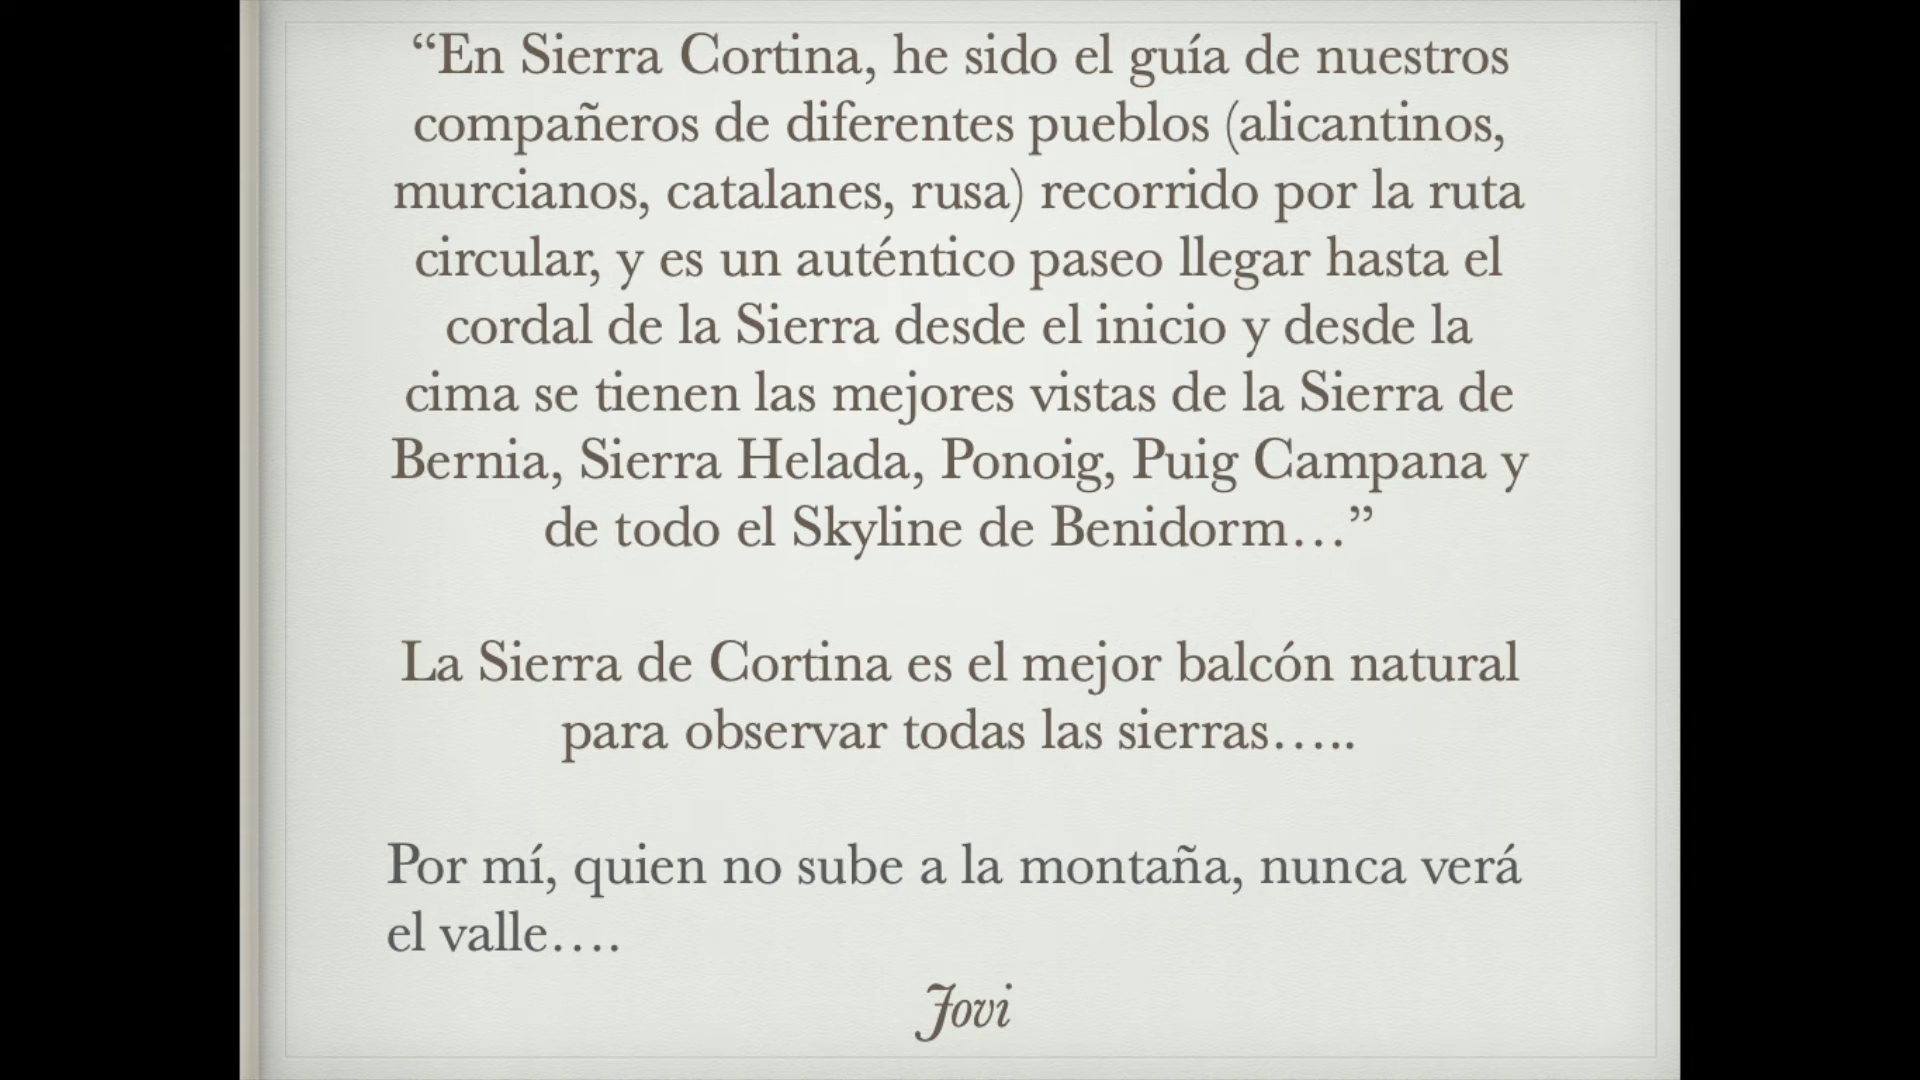 “En Sierra Cortina, he sido el guía de nuestros
compañeros de diferentes pueblos (alicantinos,
murcianos, catalanes, rusa) recorrido por la ruta
circular, y es un auténtico paseo llegar hasta el
cordal de la Sierra desde el inicio y desde la
cima se tienen las mejores vistas de la Sierra de
Bernia, Sierra Helada, Ponoig, Puig Campana y
de todo el Skyline de Benidorm…”
La Sierra de Cortina es el mejor balcón natural
para observar todas las sierras…..
Por mí, quien no sube a la montaña, nunca verá
el valle….
Jovi